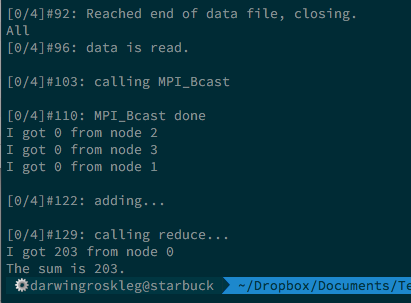 [0/4]#92: Reached end of data file, closing.
All
[0/4]#96: data is read.
[0/4]#103: calling MPI_Bcast
[0/4]#110: MPI_Bcast done
I got 0 from node 2
I got 0 from node 3
I got 0 from node 1
[0/4]#122: adding...
[0/4]#129: calling reduce...
I got 203 from node 0
The sum is 203.
darwingroskleg@starbuck ~/Dropbox/Documents/Te